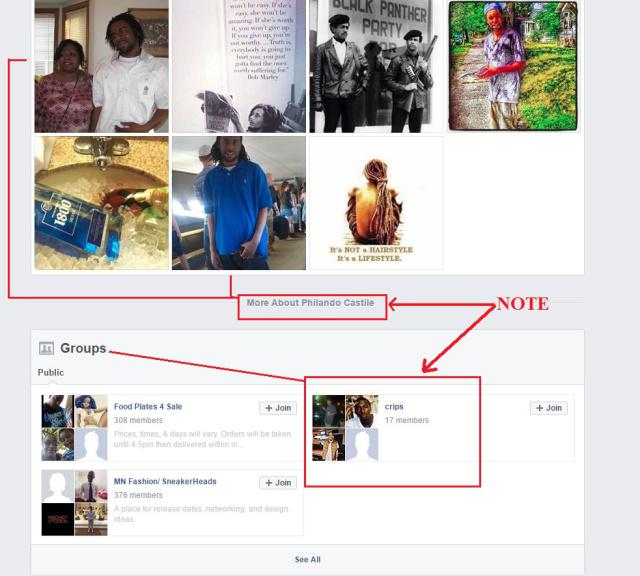 won't be easy. If she's
easy, she won't be
amazing. If she's worth
it, you won't give up
If you give up, you're
not worthy. ... Truth is,
everybody is going to
hurt you, you just
gotta find the ones
worth suffering for."
Bob Marley
BLACK PANTHER
PARTY
1800
It's NOT a HAIRSTYLE
It's a LIFESTYLE.
More About Philando Castile
NOTE
Groups
Public
Food Plates 4 Sale
+ Join
308 members
Prices, times, & days will vary. Orders will be taken
until 4-5pm then delivered within in...
crips
+ Join
17 members
MN Fashion/ SneakerHeads
+ Join
376 members
A place for release dates, networking, and design
ideas.
See All